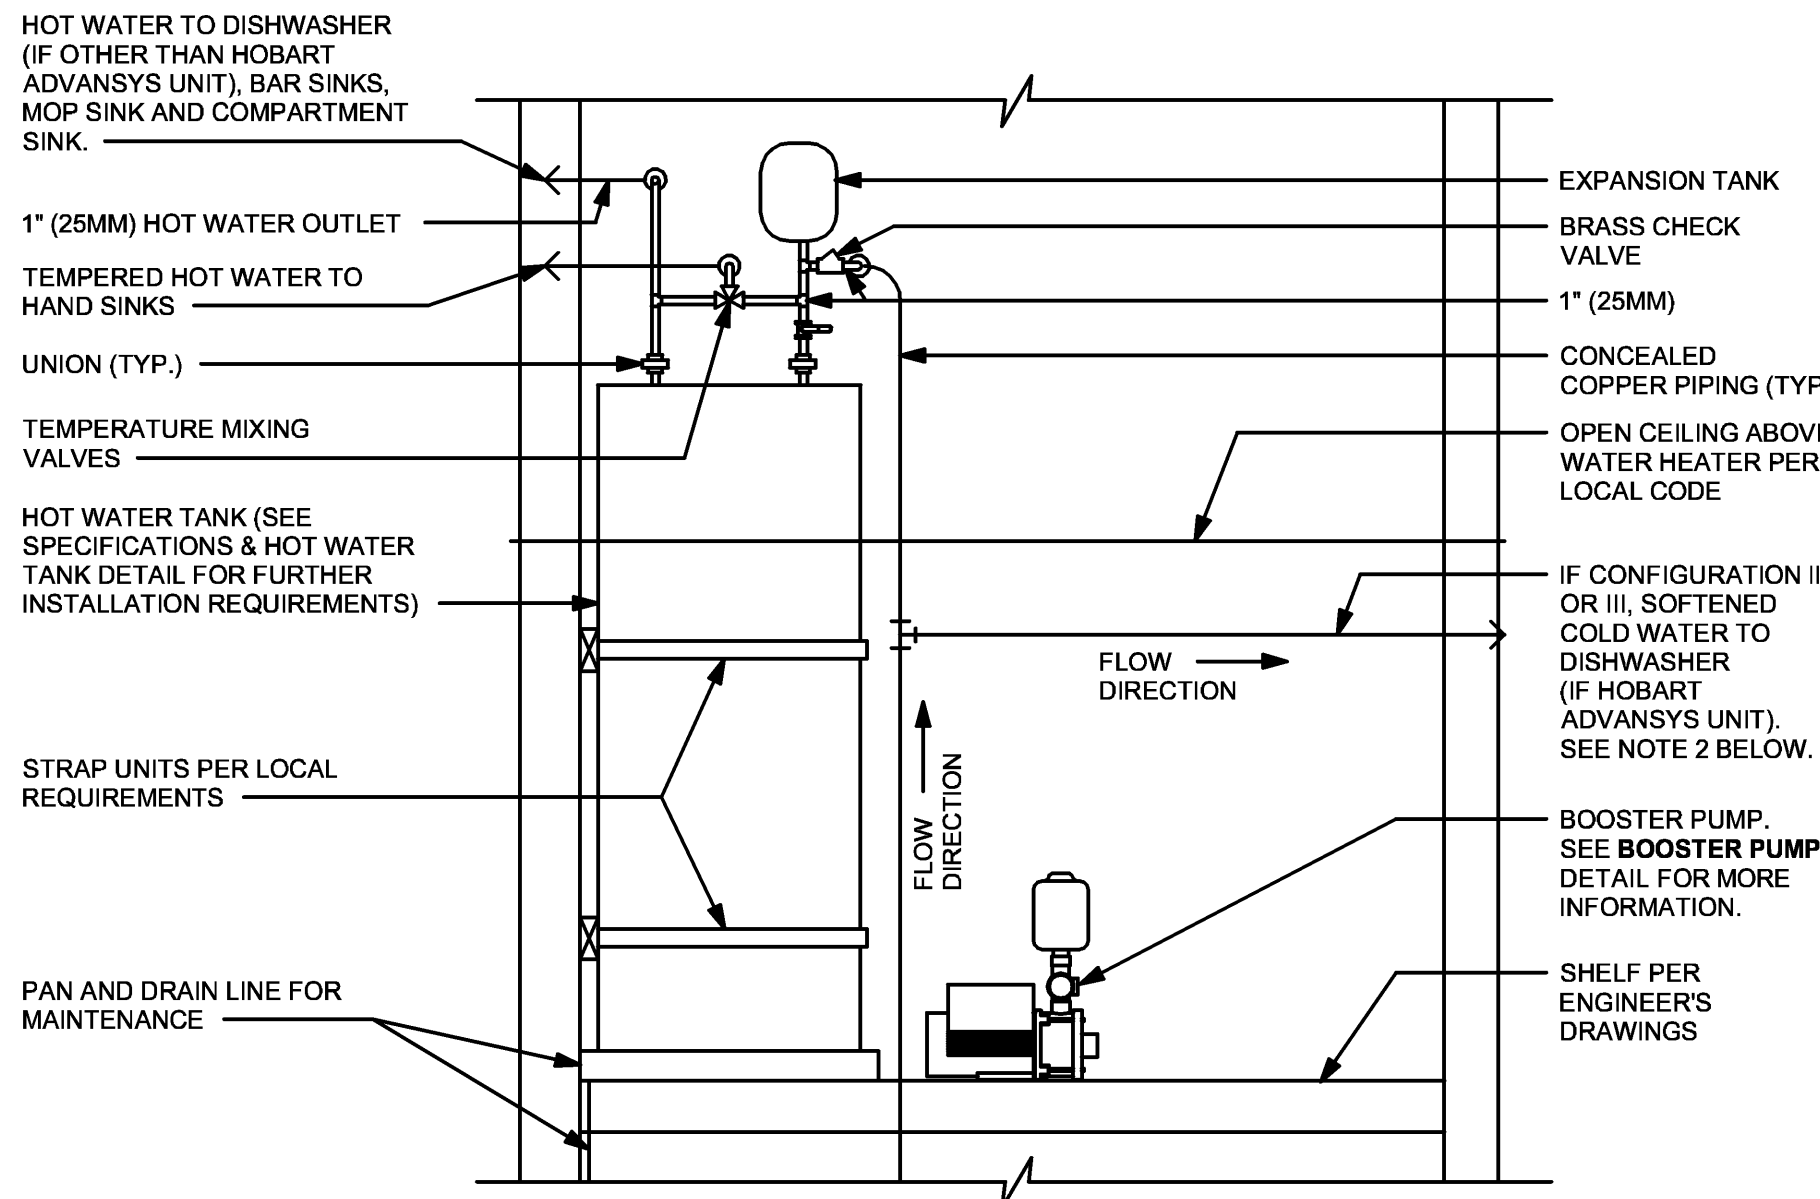 HOT WATER TO DISHWASHER
(IF OTHER THAN HOBART
ADVANSYS UNIT), BAR SINKS,
MOP SINK AND COMPARTMENT
SINK.
1" (25MM) HOT WATER OUTLET
TEMPERED HOT WATER TO
HAND SINKS
UNION (TYP.)
TEMPERATURE MIXING
VALVES
HOT WATER TANK (SEE
SPECIFICATIONS & HOT WATER
TANK DETAIL FOR FURTHER
INSTALLATION REQUIREMENTS)
STRAP UNITS PER LOCAL
REQUIREMENTS
PAN AND DRAIN LINE FOR
MAINTENANCE
FLOW
DIRECTION
FLOW
DIRECTION
EXPANSION TANK
BRASS CHECK
VALVE
1" (25MM)
CONCEALED
COPPER PIPING (TYP
OPEN CEILING ABOVE
WATER HEATER PER
LOCAL CODE
IF CONFIGURATION II
OR III, SOFTENED
COLD WATER TO
DISHWASHER
(IF HOBART
ADVANSYS UNIT).
SEE NOTE 2 BELOW.
BOOSTER PUMP.
SEE BOOSTER PUMP
DETAIL FOR MORE
INFORMATION.
SHELF PER
ENGINEER'S
DRAWINGS